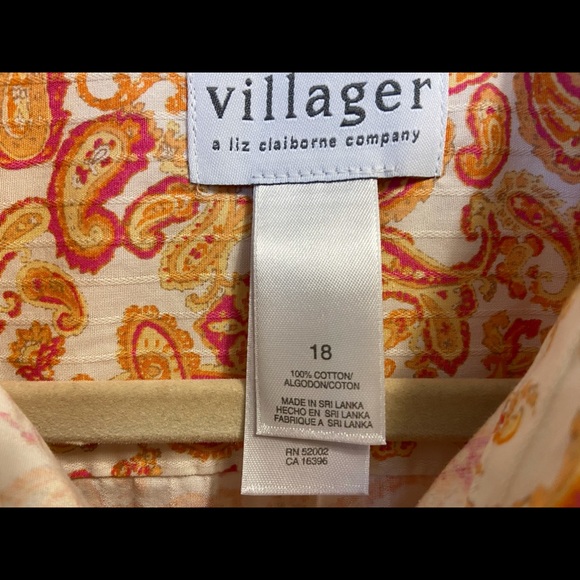 villager
a liz claiborne company
18
100% COTTON/
ALGODON/COTON
MADE IN SRI LANKA
HECHO EN SRI LANKA
FABRIQUE A SRI LANKA
RN 52002
CA 16396